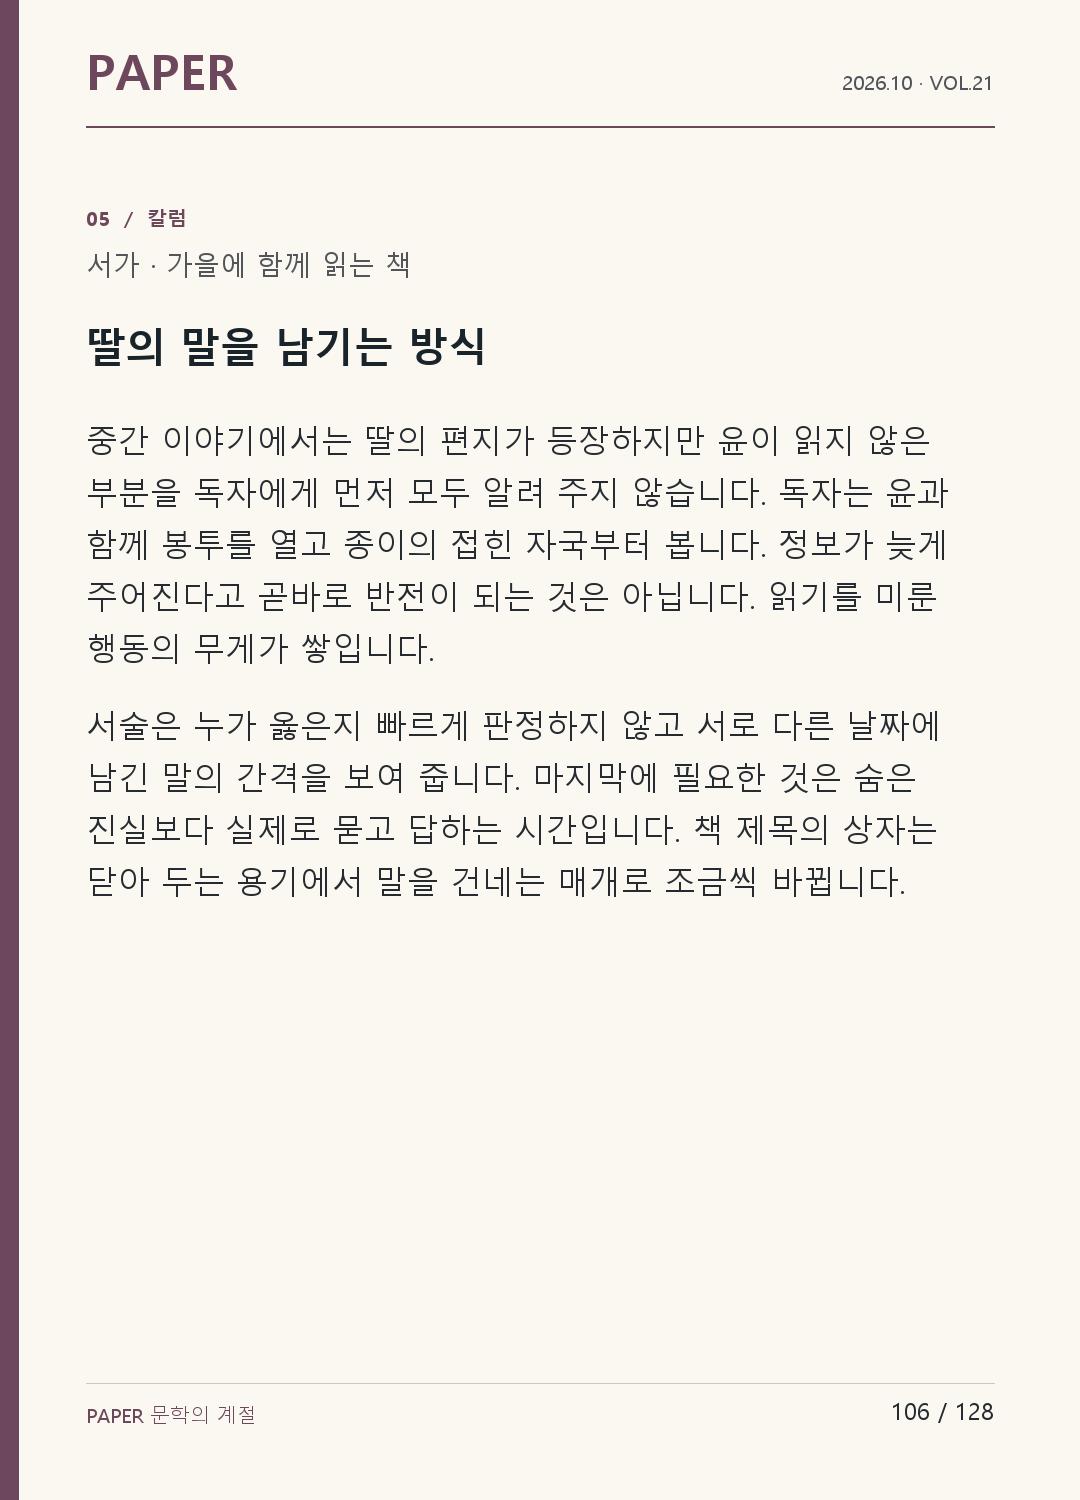 PAPER
2026.10 · VOL.21
05 / 칼럼
서가 · 가을에 함께 읽는 책
딸의 말을 남기는 방식
중간 이야기에서는 딸의 편지가 등장하지만 윤이 읽지 않은
부분을 독자에게 먼저 모두 알려 주지 않습니다. 독자는 윤과
함께 봉투를 열고 종이의 접힌 자국부터 봅니다. 정보가 늦게
주어진다고 곧바로 반전이 되는 것은 아닙니다. 읽기를 미룬
행동의 무게가 쌓입니다.
서술은 누가 옳은지 빠르게 판정하지 않고 서로 다른 날짜에
남긴 말의 간격을 보여 줍니다. 마지막에 필요한 것은 숨은
진실보다 실제로 묻고 답하는 시간입니다. 책 제목의 상자는
닫아 두는 용기에서 말을 건네는 매개로 조금씩 바뀝니다.
PAPER 문학의 계절
106 / 128